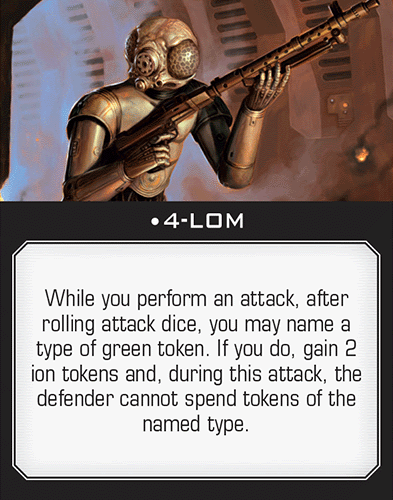 •4-LOM
While you perform an attack, after
rolling attack dice, you may name a
type of green token. If you do, gain 2
ion tokens and, during this attack, the
defender cannot spend tokens of the
named type.